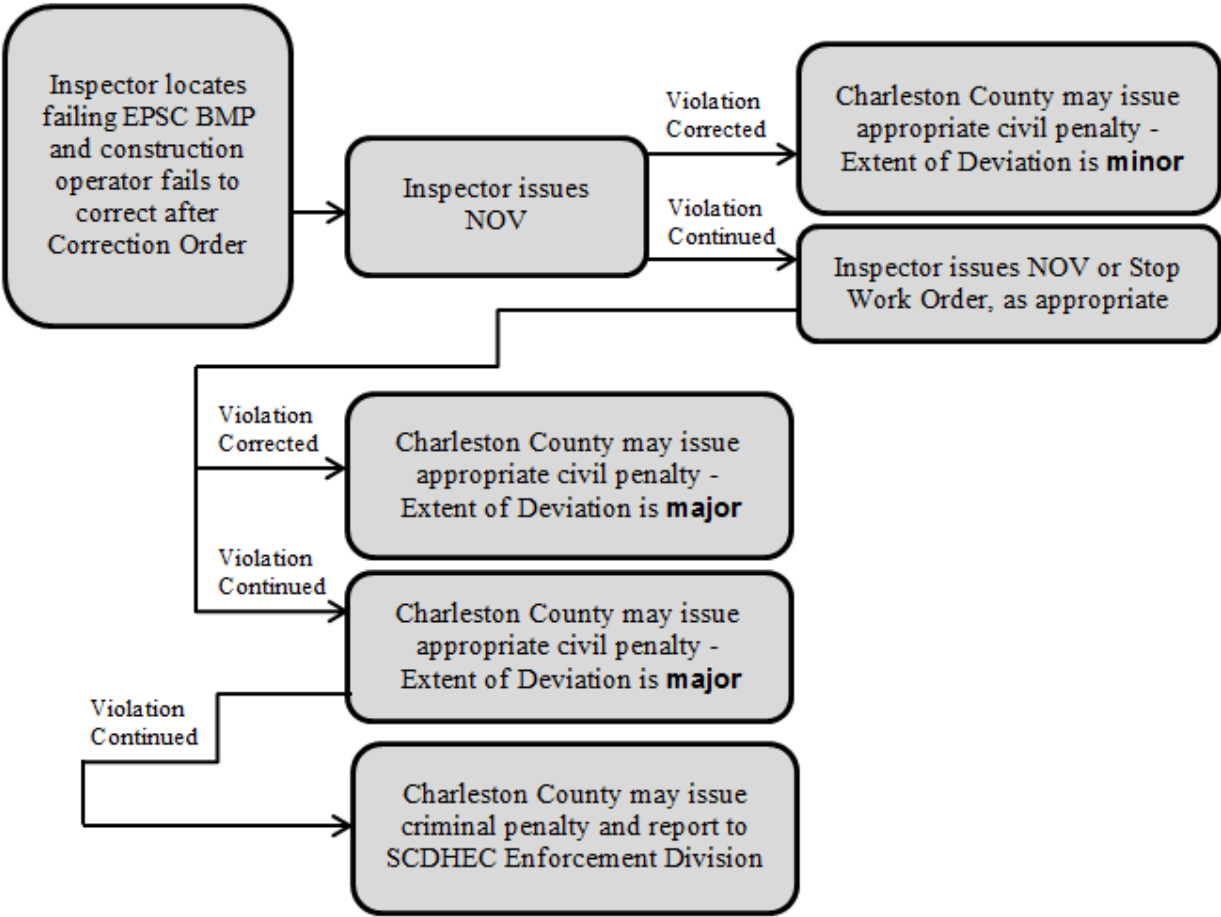 Inspector locates
failing EPSC BMP
and construction
operator fails to
correct after
Correction Order
Inspector issues
NOV
Violation
Corrected
Charleston County may issue
appropriate civil penalty -
Extent of Deviation is minor
Violation
Continued
Inspector issues NOV or Stop
Work Order, as appropriate
Violation
Corrected
Charleston County may issue
appropriate civil penalty -
Extent of Deviation is major
Violation
Continued
Charleston County may issue
appropriate civil penalty -
Extent of Deviation is major
Violation
Continued
Charleston County may issue
criminal penalty and report to
SCDHEC Enforcement Division